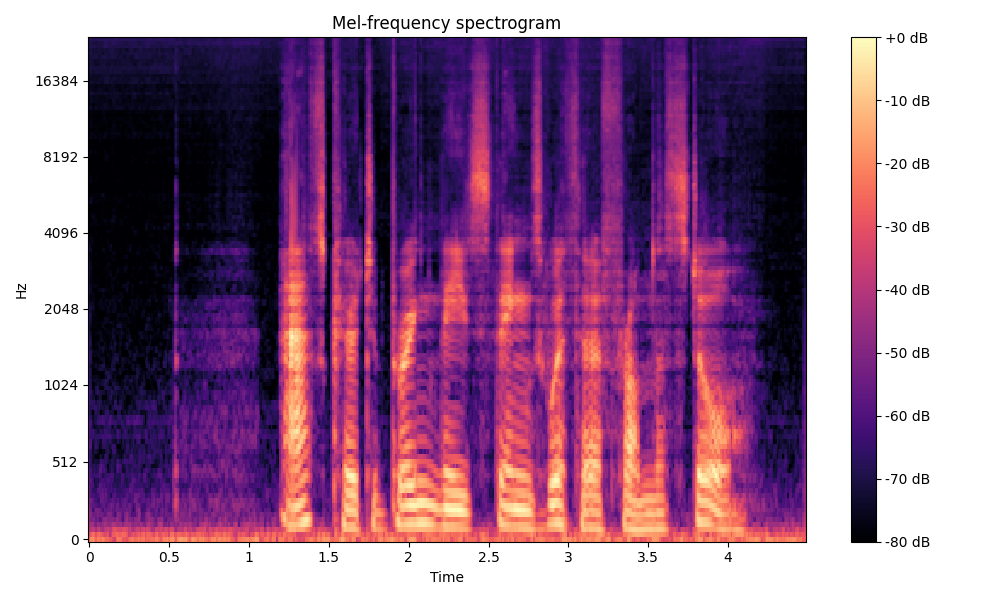 Mel-frequency spectrogram
16384
8192
4096
2048
1024
512
0
Hz
0 0.5 1 1.5 2 2.5 3 3.5 4
Time
+0 dB
-10 dB
-20 dB
-30 dB
-40 dB
-50 dB
-60 dB
-70 dB
-80 dB